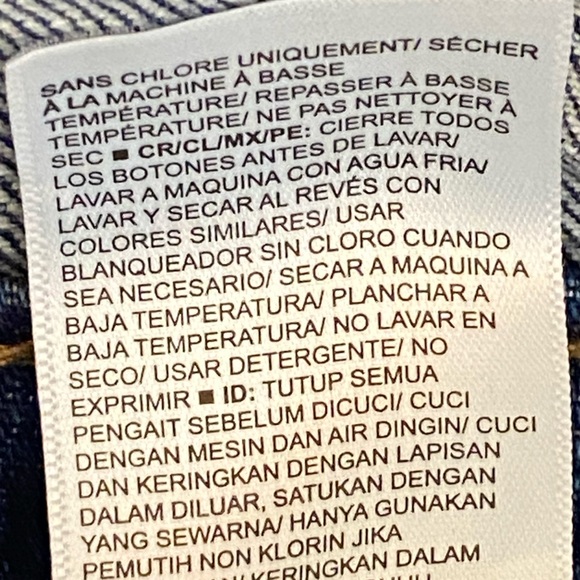 SANS CHLORE UNIQUEMENT/ SÉCHER
À LA MACHINE À BASSE
TEMPÉRATURE/ REPASSER À BASSE
TEMPÉRATURE/ NE PAS NETTOYER À
SEC ■ CR/CL/MX/PE: CIERRE TODOS
LOS BOTONES ANTES DE LAVAR/
LAVAR A MAQUINA CON AGUA FRIA/
LAVAR Y SECAR AL REVÉS CON
COLORES SIMILARES/ USAR
BLANQUEADOR SIN CLORO CUANDO
SEA NECESARIO/ SECAR A MAQUINA A
BAJA TEMPERATURA/ PLANCHAR A
BAJA TEMPERATURA/ NO LAVAR EN
SECO/ USAR DETERGENTE/ NO
EXPRIMIR ■ ID: TUTUP SEMUA
PENGAIT SEBELUM DICUCI/ CUCI
DENGAN MESIN DAN AIR DINGIN/ CUCI
DAN KERINGKAN DENGAN LAPISAN
DALAM DILUAR, SATUKAN DENGAN
YANG SEWARNA/ HANYA GUNAKAN
PEMUTIH NON KLORIN JIKA
KERINGKAN DALAM